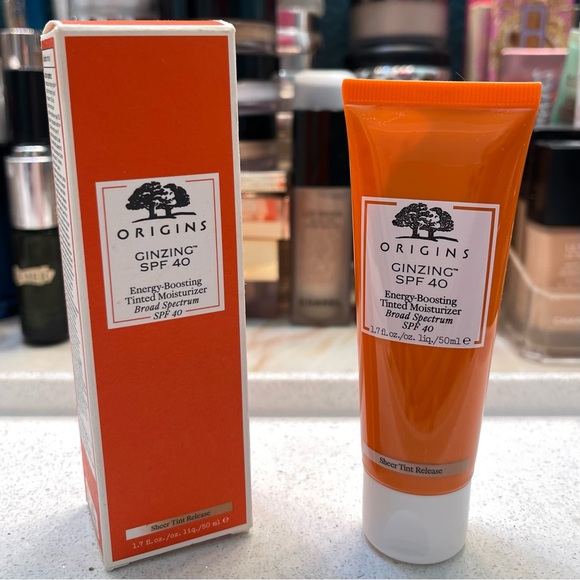 ORIGINS
GINZING™
SPF 40
Energy-Boosting
Tinted Moisturizer
Broad Spectrum
SPF 40
Sheer Tint Release
1.7 fl.oz./oz. liq./50 ml e
ORIGINS
GINZING™
SPF 40
Energy-Boosting
Tinted Moisturizer
Broad Spectrum
SPF 40
1.7 fl.oz./oz. liq./50ml e
Sheer Tint Release
CHANEL